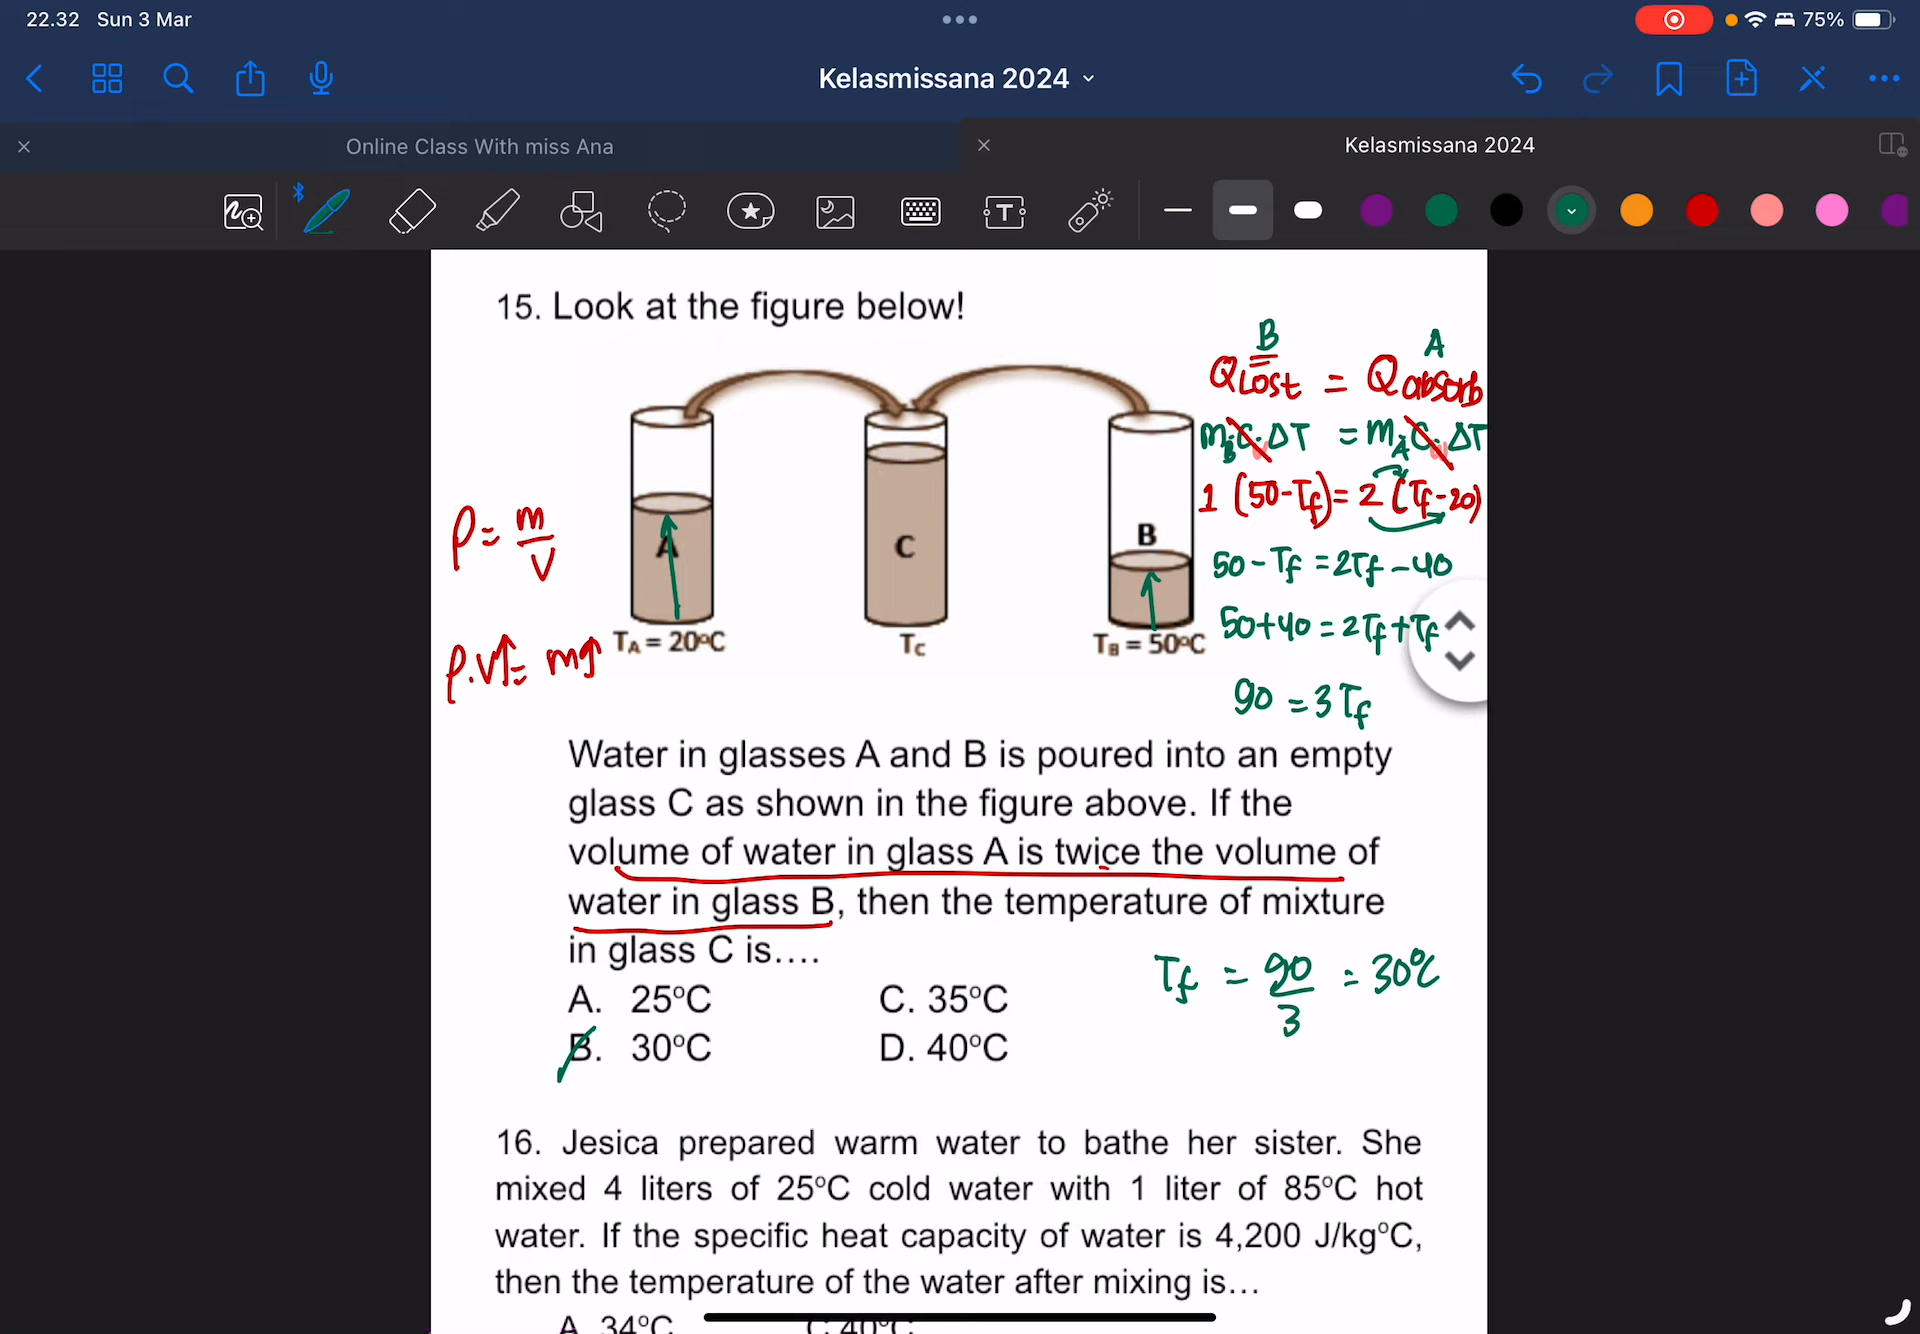 22.32 Sun 3 Mar
75%
Kelasmissana 2024
Online Class With miss Ana
Kelasmissana 2024
15. Look at the figure below!
B A
QLost = Qabsorb
mB.C.ΔT = mA.C.ΔT
1 (50-Tf) = 2 (Tf-20)
50 - Tf = 2Tf - 40
50+40 = 2Tf+Tf
90 = 3 Tf
ρ = m/V
ρ.V↑ = m↑
A
C
B
TA = 20°C
TC
TB = 50°C
Water in glasses A and B is poured into an empty
glass C as shown in the figure above. If the
volume of water in glass A is twice the volume of
water in glass B, then the temperature of mixture
in glass C is....
Tf = 90/3 = 30°C
A. 25°C C. 35°C
B. 30°C D. 40°C
16. Jesica prepared warm water to bathe her sister. She
mixed 4 liters of 25°C cold water with 1 liter of 85°C hot
water. If the specific heat capacity of water is 4,200 J/kg°C,
then the temperature of the water after mixing is...
A. 34°C C. 40°C